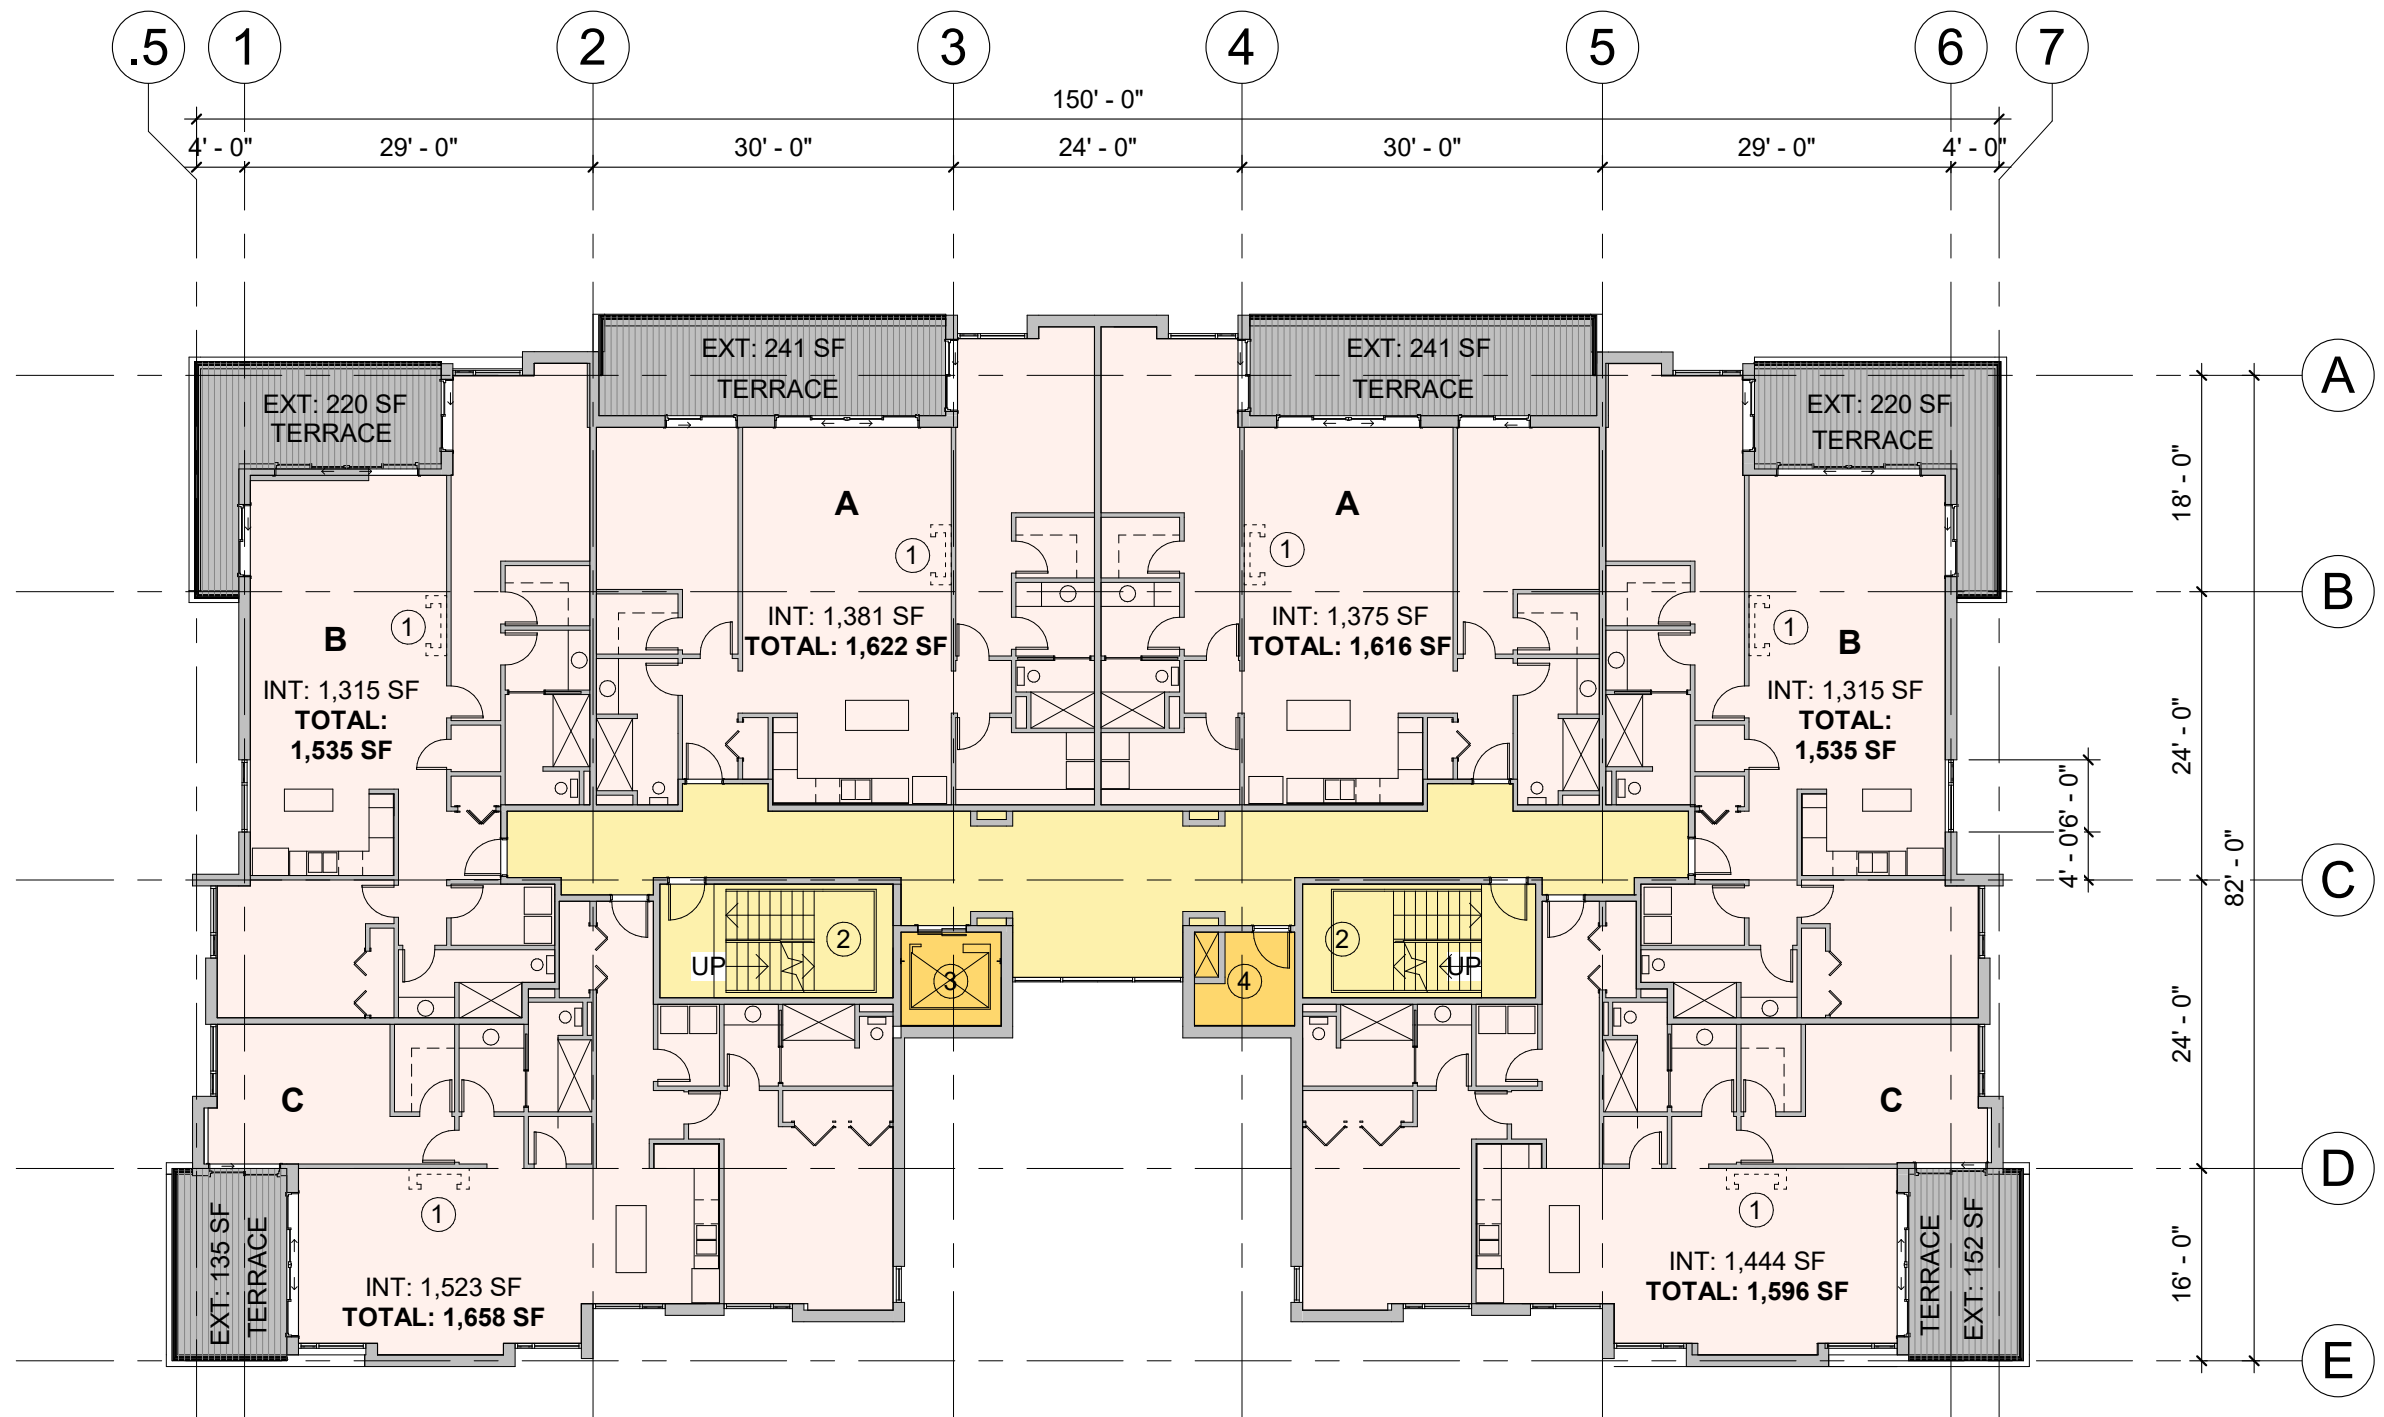 .5
1
2
3
4
5
6
7
150' - 0"
4' - 0"
29' - 0"
30' - 0"
24' - 0"
30' - 0"
29' - 0"
4' - 0"
EXT: 241 SF
TERRACE
EXT: 241 SF
TERRACE
A
EXT: 220 SF
TERRACE
EXT: 220 SF
TERRACE
18' - 0"
A
1
A
1
B
INT: 1,381 SF
TOTAL: 1,622 SF
INT: 1,375 SF
TOTAL: 1,616 SF
B
1
INT: 1,315 SF
TOTAL:
1,535 SF
1
B
INT: 1,315 SF
TOTAL:
1,535 SF
24' - 0"
6' - 0"
4' - 0"
82' - 0"
C
2
UP
3
4
2
UP
24' - 0"
C
C
D
1
EXT: 135 SF
TERRACE
INT: 1,523 SF
TOTAL: 1,658 SF
1
INT: 1,444 SF
TOTAL: 1,596 SF
TERRACE
EXT: 152 SF
16' - 0"
E